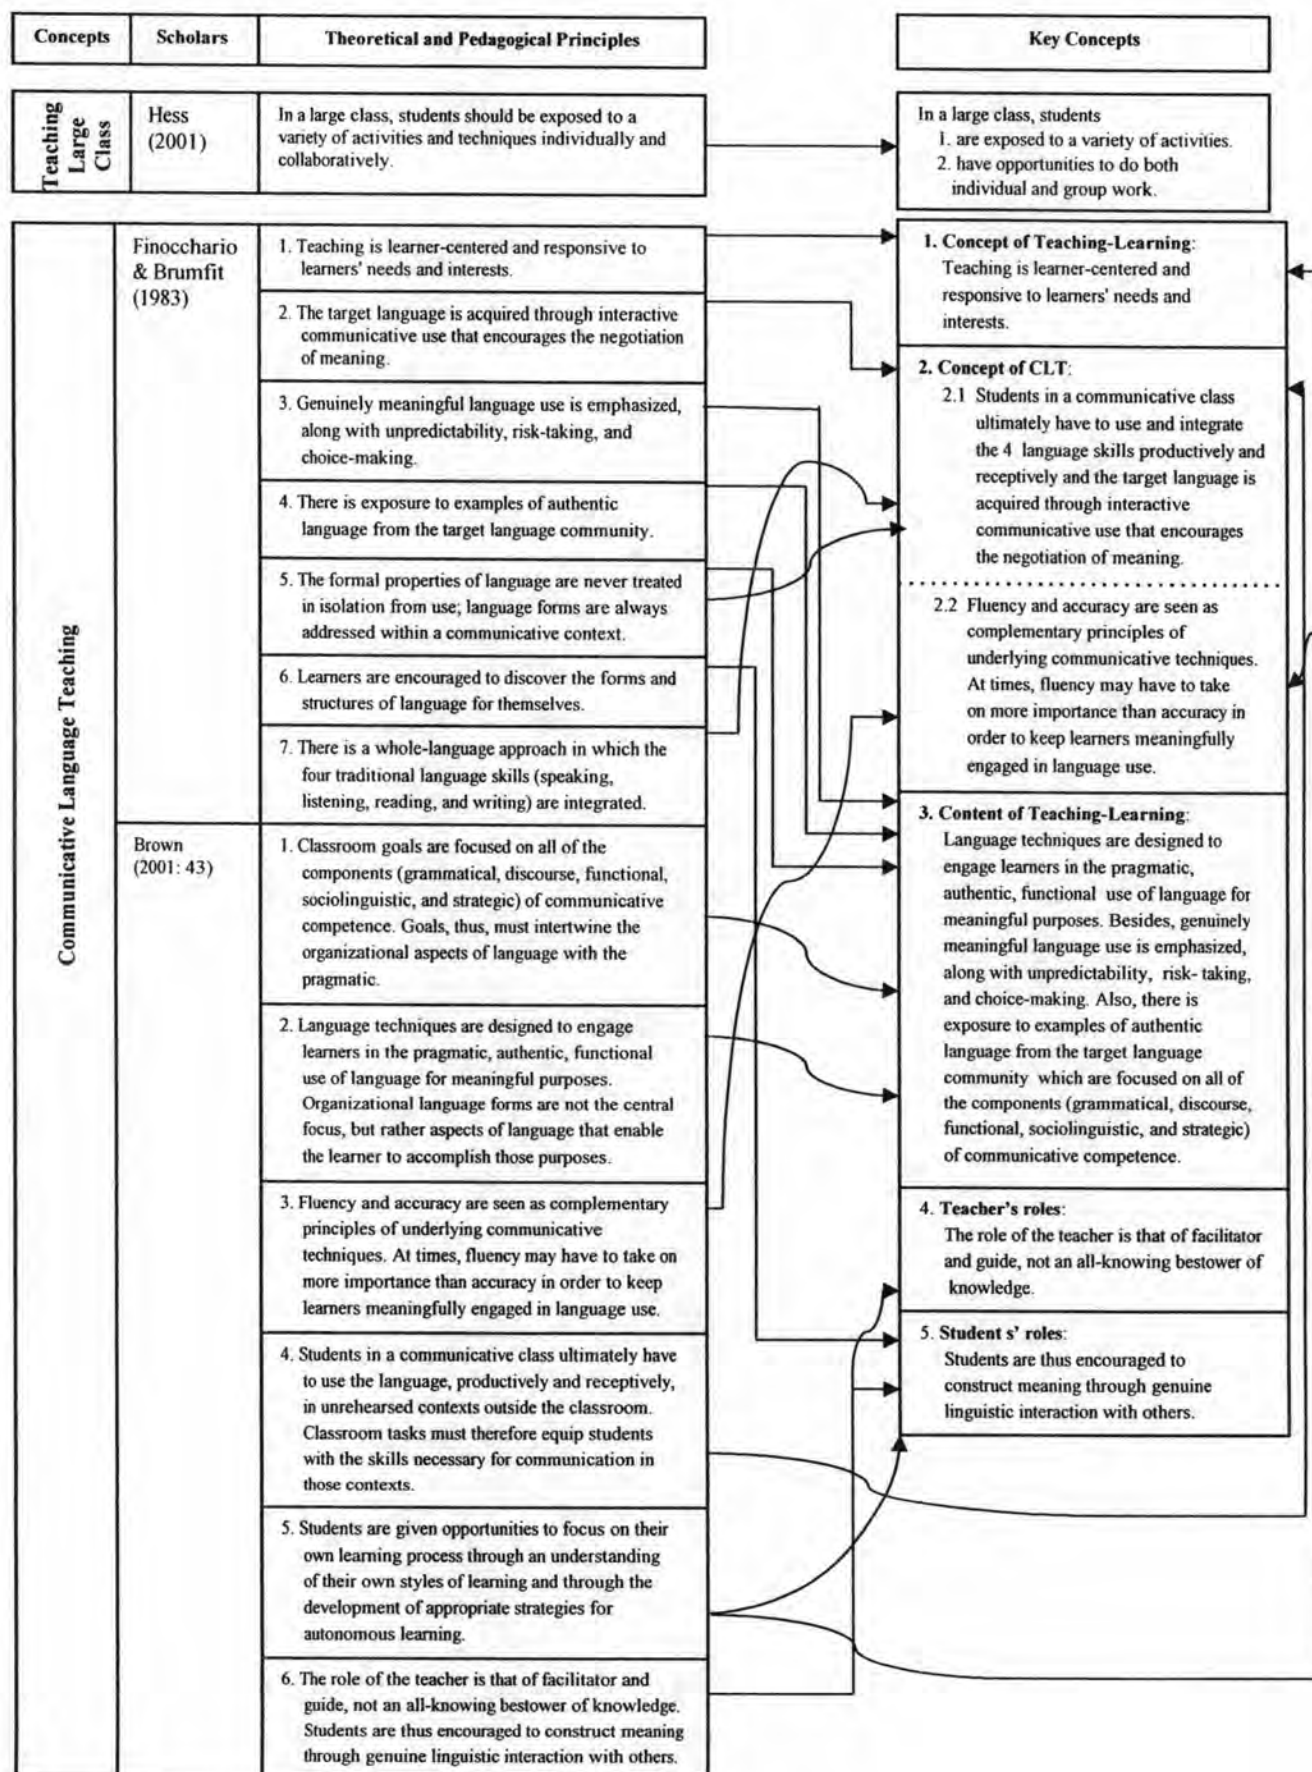 Concepts
Scholars
Theoretical and Pedagogical Principles
Key Concepts
Teaching
Large
Class
Hess
(2001)
In a large class, students should be exposed to a
variety of activities and techniques individually and
collaboratively.
In a large class, students
1. are exposed to a variety of activities.
2. have opportunities to do both
individual and group work.
Communicative Language Teaching
Finocchario
& Brumfit
(1983)
1. Teaching is learner-centered and responsive to
learners' needs and interests.
2. The target language is acquired through interactive
communicative use that encourages the negotiation
of meaning.
3. Genuinely meaningful language use is emphasized,
along with unpredictability, risk-taking, and
choice-making.
4. There is exposure to examples of authentic
language from the target language community.
5. The formal properties of language are never treated
in isolation from use; language forms are always
addressed within a communicative context.
6. Learners are encouraged to discover the forms and
structures of language for themselves.
7. There is a whole-language approach in which the
four traditional language skills (speaking,
listening, reading, and writing) are integrated.
Brown
(2001: 43)
1. Classroom goals are focused on all of the
components (grammatical, discourse, functional,
sociolinguistic, and strategic) of communicative
competence. Goals, thus, must intertwine the
organizational aspects of language with the
pragmatic.
2. Language techniques are designed to engage
learners in the pragmatic, authentic, functional
use of language for meaningful purposes.
Organizational language forms are not the central
focus, but rather aspects of language that enable
the learner to accomplish those purposes.
3. Fluency and accuracy are seen as complementary
principles of underlying communicative
techniques. At times, fluency may have to take on
more importance than accuracy in order to keep
learners meaningfully engaged in language use.
4. Students in a communicative class ultimately have
to use the language, productively and receptively,
in unrehearsed contexts outside the classroom.
Classroom tasks must therefore equip students
with the skills necessary for communication in
those contexts.
5. Students are given opportunities to focus on their
own learning process through an understanding
of their own styles of learning and through the
development of appropriate strategies for
autonomous learning.
6. The role of the teacher is that of facilitator and
guide, not an all-knowing bestower of knowledge.
Students are thus encouraged to construct meaning
through genuine linguistic interaction with others.
1. Concept of Teaching-Learning:
Teaching is learner-centered and
responsive to learners' needs and
interests.
2. Concept of CLT:
2.1 Students in a communicative class
ultimately have to use and integrate
the 4 language skills productively and
receptively and the target language is
acquired through interactive
communicative use that encourages
the negotiation of meaning.
2.2 Fluency and accuracy are seen as
complementary principles of
underlying communicative techniques.
At times, fluency may have to take
on more importance than accuracy in
order to keep learners meaningfully
engaged in language use.
3. Content of Teaching-Learning:
Language techniques are designed to
engage learners in the pragmatic,
authentic, functional use of language for
meaningful purposes. Besides, genuinely
meaningful language use is emphasized,
along with unpredictability, risk- taking,
and choice-making. Also, there is
exposure to examples of authentic
language from the target language
community which are focused on all of
the components (grammatical, discourse,
functional, sociolinguistic, and strategic)
of communicative competence.
4. Teacher's roles:
The role of the teacher is that of facilitator
and guide, not an all-knowing bestower of
knowledge.
5. Student s' roles:
Students are thus encouraged to
construct meaning through genuine
linguistic interaction with others.